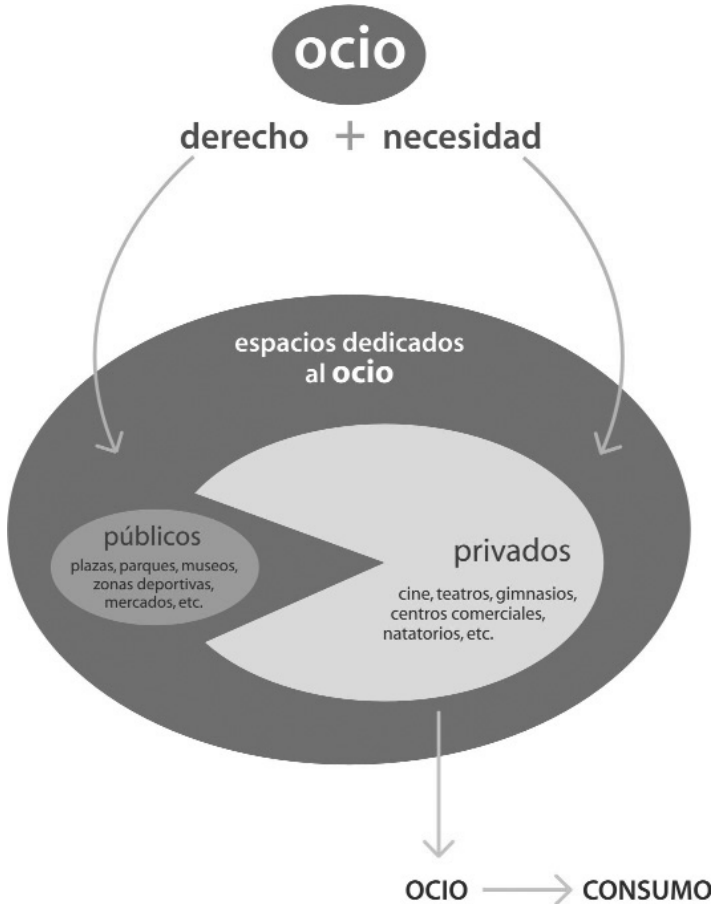 ocio
derecho + necesidad
espacios dedicados
al ocio
públicos
plazas, parques, museos,
zonas deportivas,
mercados, etc.
privados
cine, teatros, gimnasios,
centros comerciales,
natatorios, etc.
OCIO CONSUMO